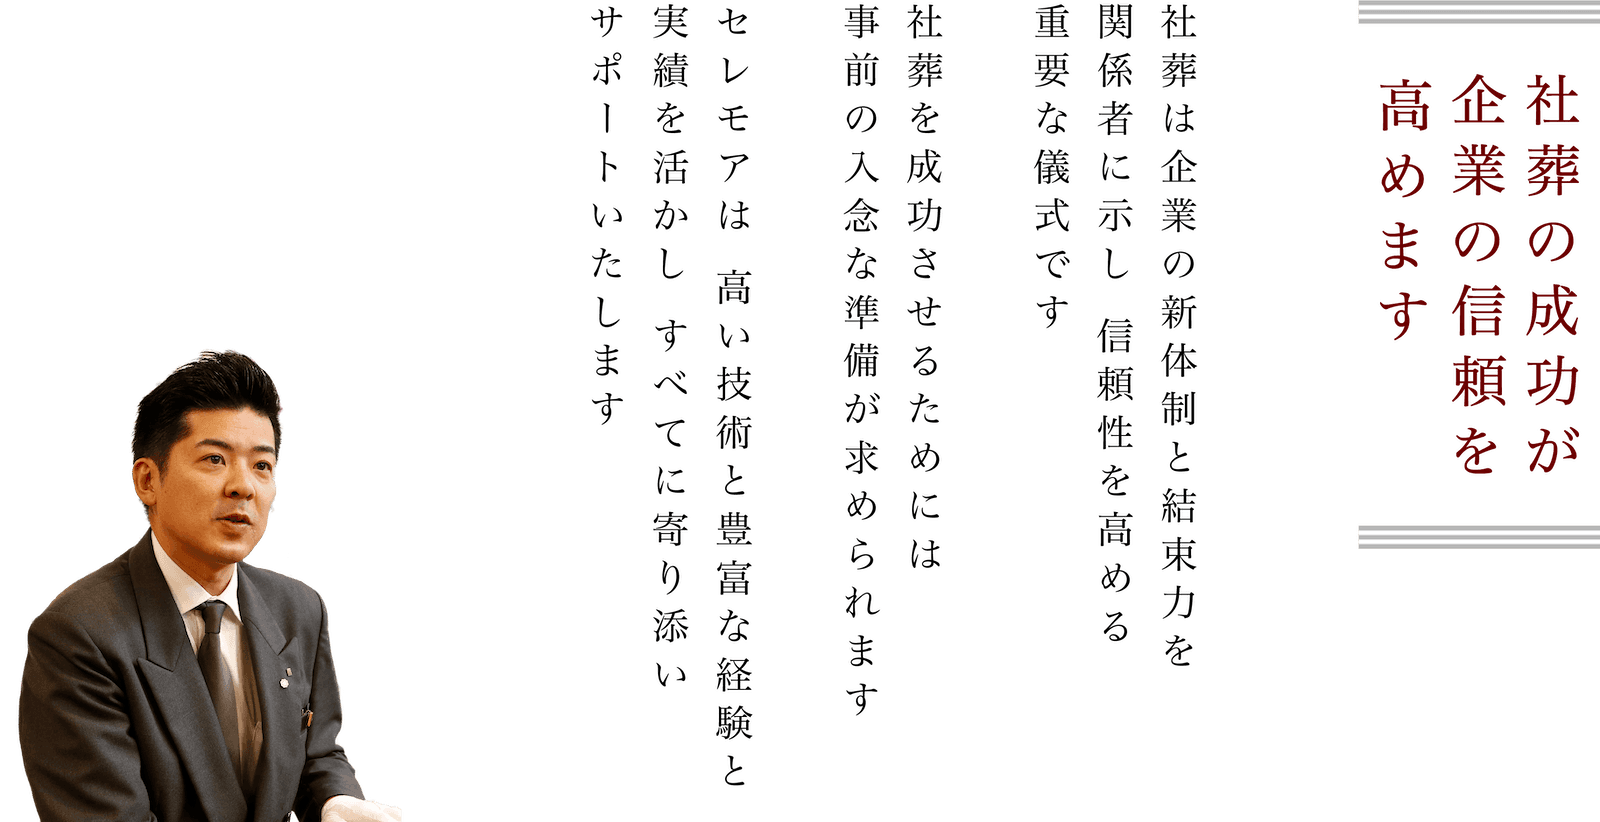 社葬の成功が
企業の信頼を
高めます
社葬は企業の新体制と結束力を
関係者に示し 信頼性を高める
重要な儀式です
社葬を成功させるためには
事前の入念な準備が求められます
セレモアは 高い技術と豊富な経験と
実績を活かし すべてに寄り添い
サポートいたします